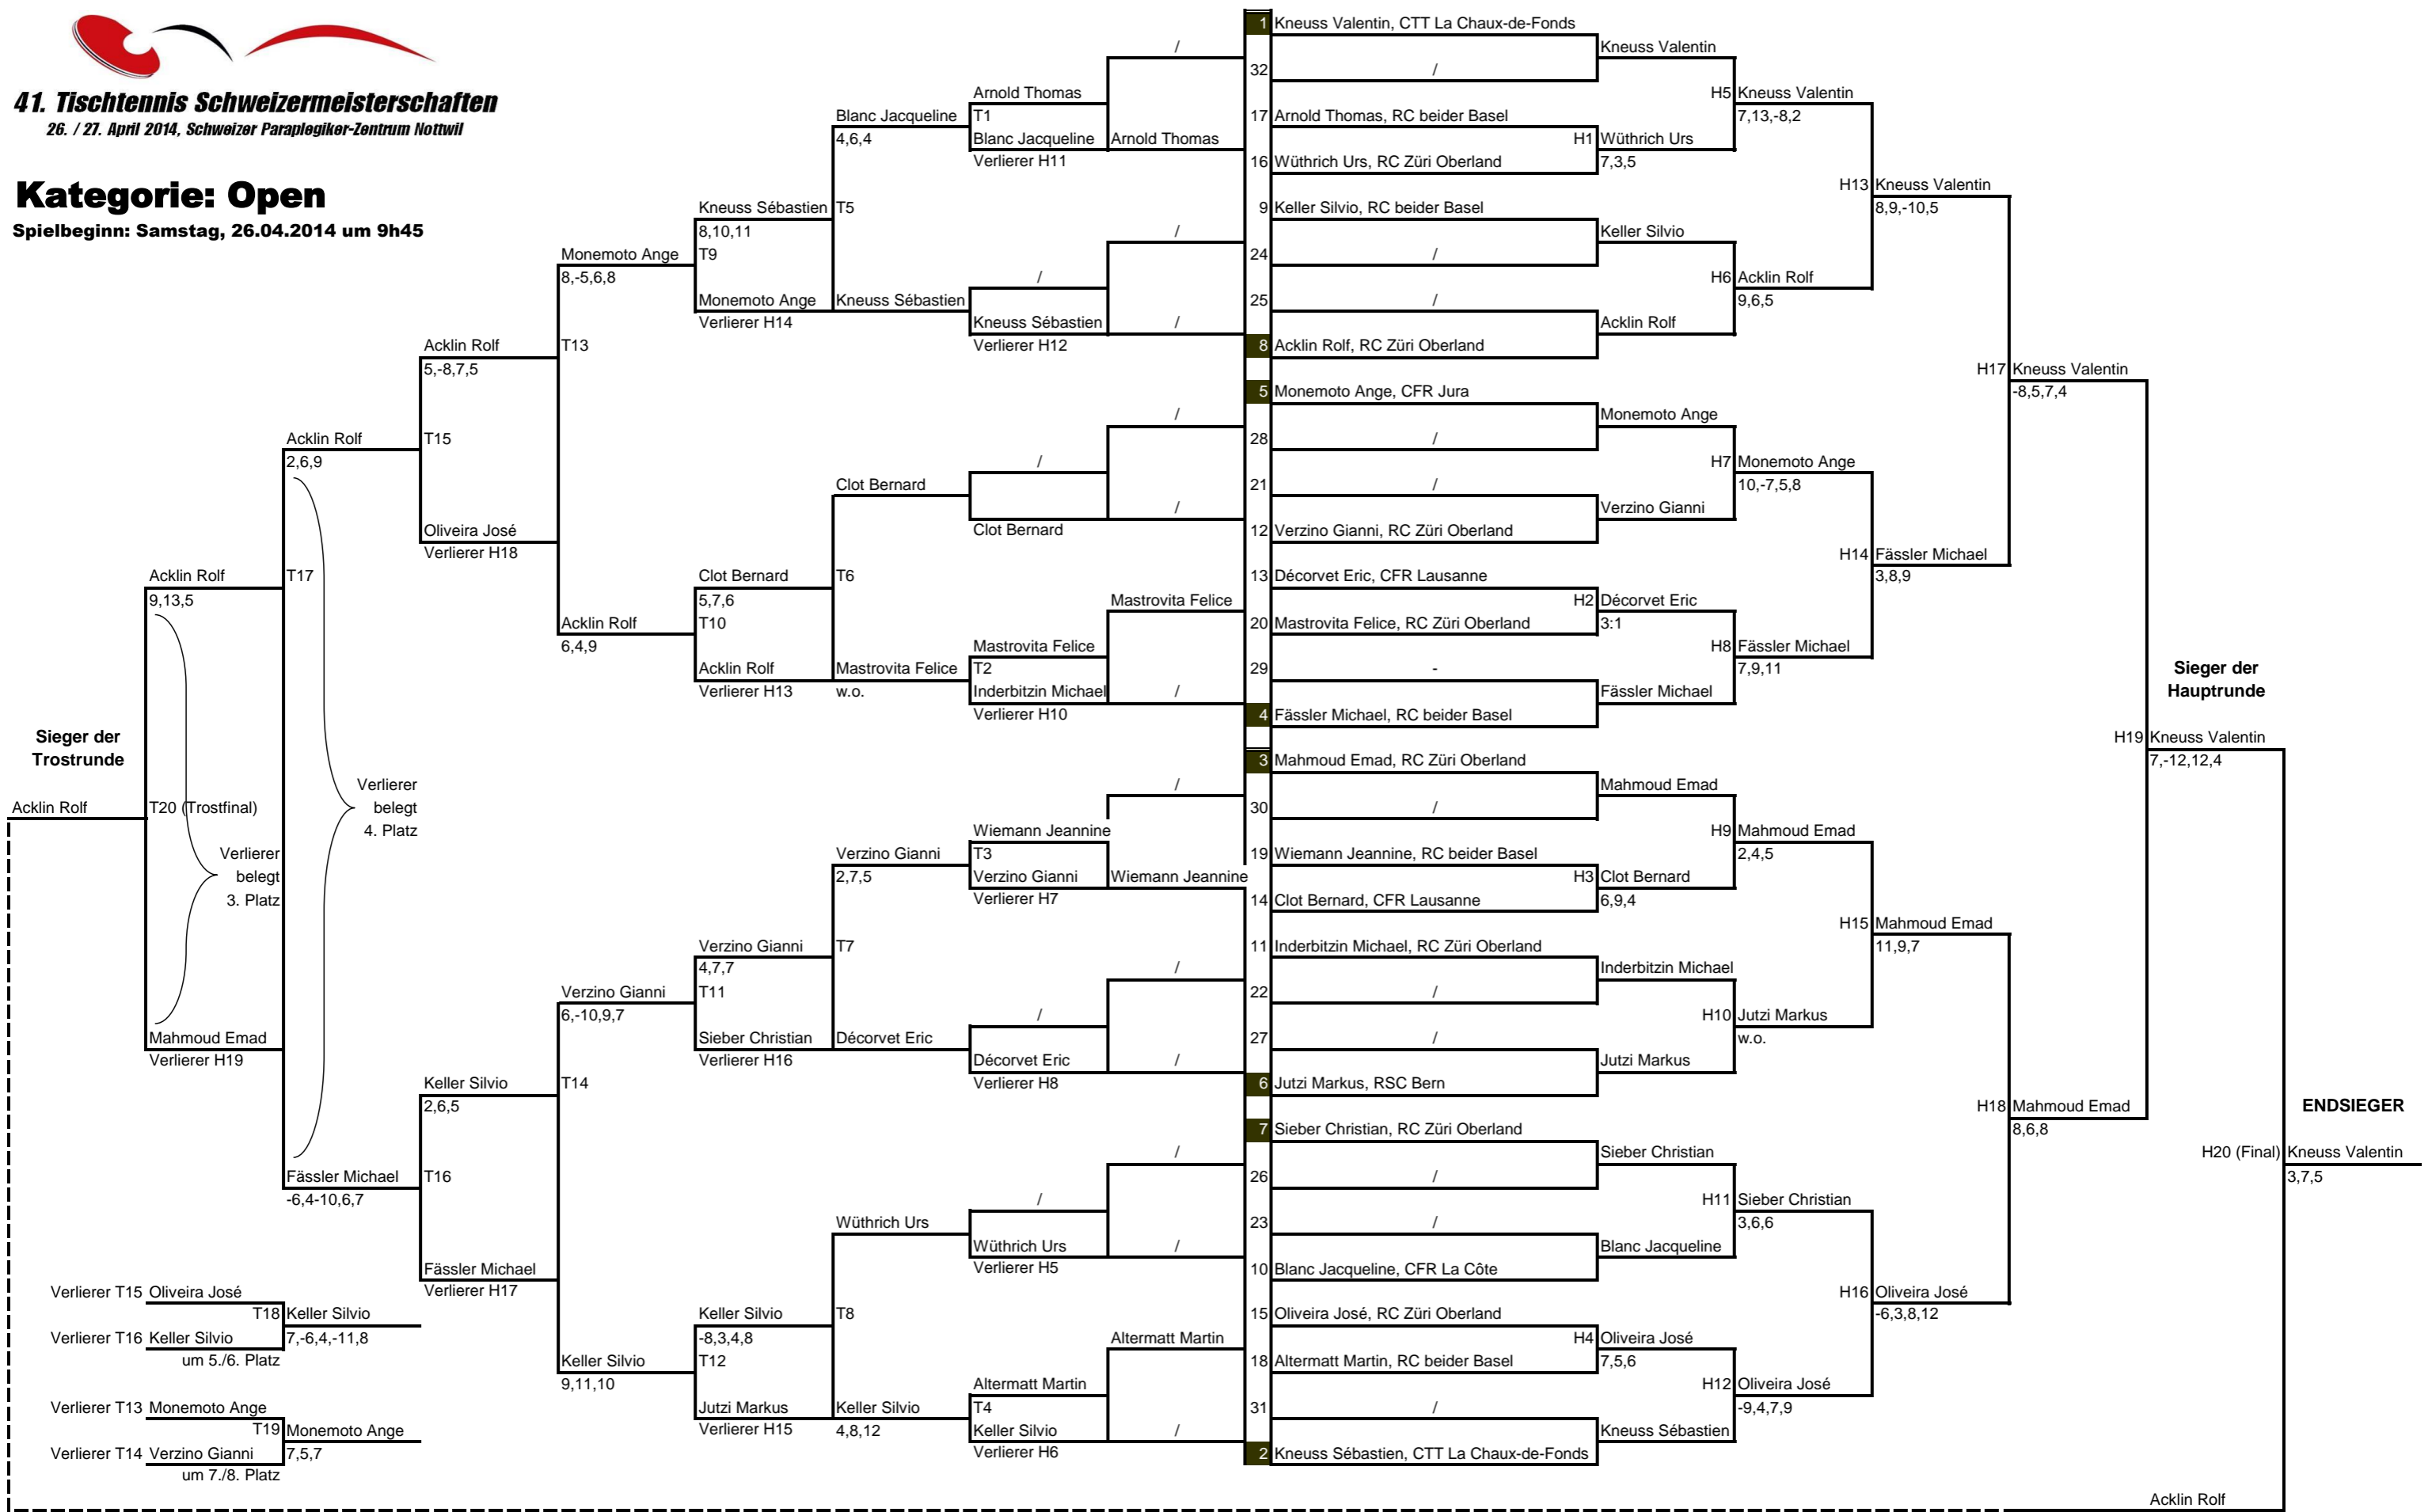 41. Tischtennis Schweizermeisterschaften
26. / 27. April 2014, Schweizer Paraplegiker-Zentrum Nottwil
Kategorie: Open
Spielbeginn: Samstag, 26.04.2014 um 9h45
Sieger der
Trostrunde
Acklin Rolf
Acklin Rolf
9,13,5
T20 (Trostfinal)
Verlierer
belegt
3. Platz
Mahmoud Emad
Verlierer H19
Acklin Rolf
2,6,9
T17
Verlierer
belegt
4. Platz
Fässler Michael
-6,4-10,6,7
Acklin Rolf
5,-8,7,5
T15
Oliveira José
Verlierer H18
Keller Silvio
2,6,5
T16
Fässler Michael
Verlierer H17
Monemoto Ange
8,-5,6,8
T13
Acklin Rolf
6,4,9
Verzino Gianni
6,-10,9,7
T14
Keller Silvio
9,11,10
Kneuss Sébastien
8,10,11
T9
Monemoto Ange
Verlierer H14
Clot Bernard
5,7,6
T10
Acklin Rolf
Verlierer H13
Verzino Gianni
4,7,7
T11
Sieber Christian
Verlierer H16
Keller Silvio
-8,3,4,8
T12
Jutzi Markus
Verlierer H15
Blanc Jacqueline
4,6,4
T5
Kneuss Sébastien
Clot Bernard
T6
Mastrovita Felice
w.o.
Verzino Gianni
2,7,5
T7
Décorvet Eric
Wüthrich Urs
T8
Keller Silvio
4,8,12
Arnold Thomas
T1
Blanc Jacqueline
Verlierer H11
/
Kneuss Sébastien
Verlierer H12
/
Clot Bernard
Mastrovita Felice
T2
Inderbitzin Michael
Verlierer H10
Wiemann Jeannine
T3
Verzino Gianni
Verlierer H7
/
Décorvet Eric
Verlierer H8
/
Wüthrich Urs
Verlierer H5
Altermatt Martin
T4
Keller Silvio
Verlierer H6
/
Arnold Thomas
/
/
/
/
Mastrovita Felice
/
/
Wiemann Jeannine
/
/
/
/
Altermatt Martin
/
1 Kneuss Valentin, CTT La Chaux-de-Fonds
32 /
17 Arnold Thomas, RC beider Basel
16 Wüthrich Urs, RC Züri Oberland
9 Keller Silvio, RC beider Basel
24 /
25 /
8 Acklin Rolf, RC Züri Oberland
5 Monemoto Ange, CFR Jura
28 /
21 /
12 Verzino Gianni, RC Züri Oberland
13 Décorvet Eric, CFR Lausanne
20 Mastrovita Felice, RC Züri Oberland
29 -
4 Fässler Michael, RC beider Basel
3 Mahmoud Emad, RC Züri Oberland
30 /
19 Wiemann Jeannine, RC beider Basel
14 Clot Bernard, CFR Lausanne
11 Inderbitzin Michael, RC Züri Oberland
22 /
27 /
6 Jutzi Markus, RSC Bern
7 Sieber Christian, RC Züri Oberland
26 /
23 /
10 Blanc Jacqueline, CFR La Côte
15 Oliveira José, RC Züri Oberland
18 Altermatt Martin, RC beider Basel
31 /
2 Kneuss Sébastien, CTT La Chaux-de-Fonds
Kneuss Valentin
H1 Wüthrich Urs
7,3,5
Keller Silvio
Acklin Rolf
Monemoto Ange
Verzino Gianni
H2 Décorvet Eric
3:1
Fässler Michael
Mahmoud Emad
H3 Clot Bernard
6,9,4
Inderbitzin Michael
Jutzi Markus
Sieber Christian
Blanc Jacqueline
H4 Oliveira José
7,5,6
Kneuss Sébastien
H5 Kneuss Valentin
7,13,-8,2
H6 Acklin Rolf
9,6,5
H7 Monemoto Ange
10,-7,5,8
H8 Fässler Michael
7,9,11
H9 Mahmoud Emad
2,4,5
H10 Jutzi Markus
w.o.
H11 Sieber Christian
3,6,6
H12 Oliveira José
-9,4,7,9
H13 Kneuss Valentin
8,9,-10,5
H14 Fässler Michael
3,8,9
H15 Mahmoud Emad
11,9,7
H16 Oliveira José
-6,3,8,12
H17 Kneuss Valentin
-8,5,7,4
H18 Mahmoud Emad
8,6,8
Sieger der
Hauptrunde
H19 Kneuss Valentin
7,-12,12,4
ENDSIEGER
H20 (Final) Kneuss Valentin
3,7,5
Verlierer T15 Oliveira José
T18 Keller Silvio
Verlierer T16 Keller Silvio 7,-6,4,-11,8
um 5./6. Platz
Verlierer T13 Monemoto Ange
T19 Monemoto Ange
Verlierer T14 Verzino Gianni 7,5,7
um 7./8. Platz
Acklin Rolf